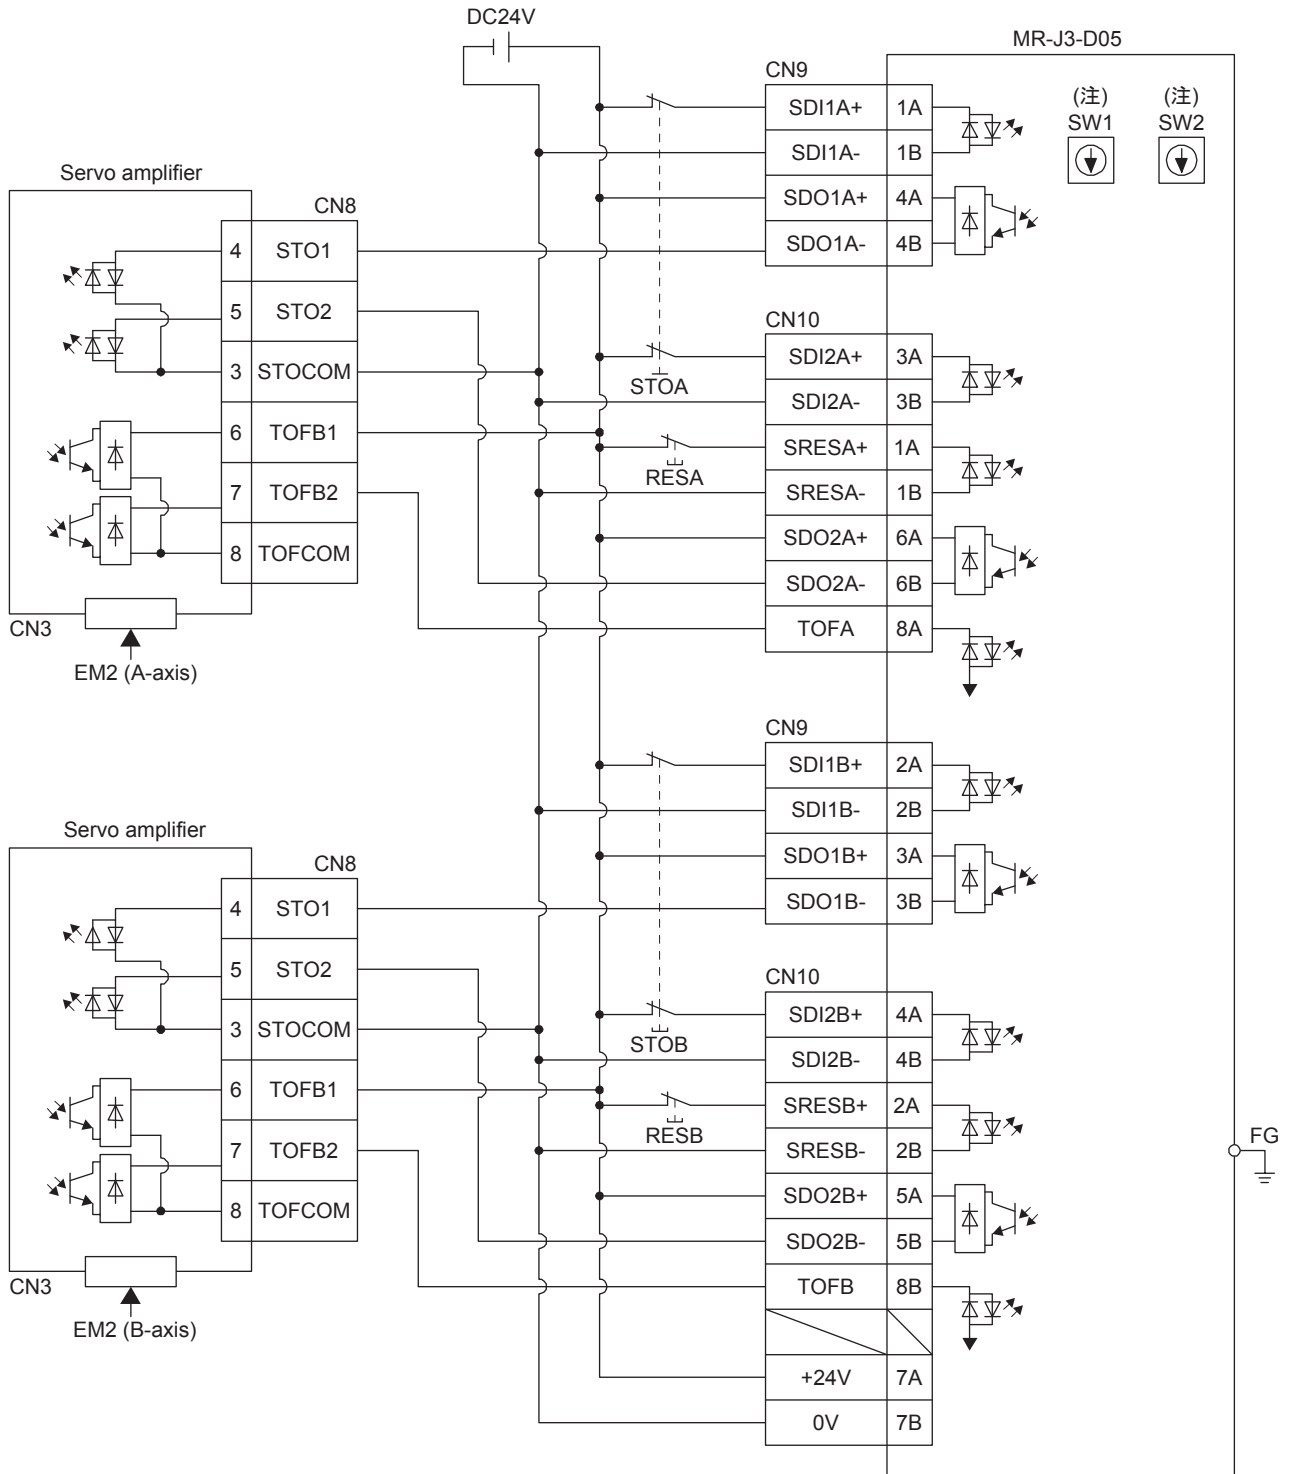 DC24V
MR-J3-D05
CN9
SDI1A+ 1A
SDI1A- 1B
SDO1A+ 4A
SDO1A- 4B
(注) SW1
(注) SW2
Servo amplifier
CN8
4 STO1
5 STO2
3 STOCOM
6 TOFB1
7 TOFB2
8 TOFCOM
CN3
EM2 (A-axis)
CN10
SDI2A+ 3A
SDI2A- 3B
SRESA+ 1A
SRESA- 1B
SDO2A+ 6A
SDO2A- 6B
TOFA 8A
STOA
RESA
CN9
SDI1B+ 2A
SDI1B- 2B
SDO1B+ 3A
SDO1B- 3B
Servo amplifier
CN8
4 STO1
5 STO2
3 STOCOM
6 TOFB1
7 TOFB2
8 TOFCOM
CN3
EM2 (B-axis)
CN10
SDI2B+ 4A
SDI2B- 4B
SRESB+ 2A
SRESB- 2B
SDO2B+ 5A
SDO2B- 5B
TOFB 8B
+24V 7A
0V 7B
STOB
RESB
FG